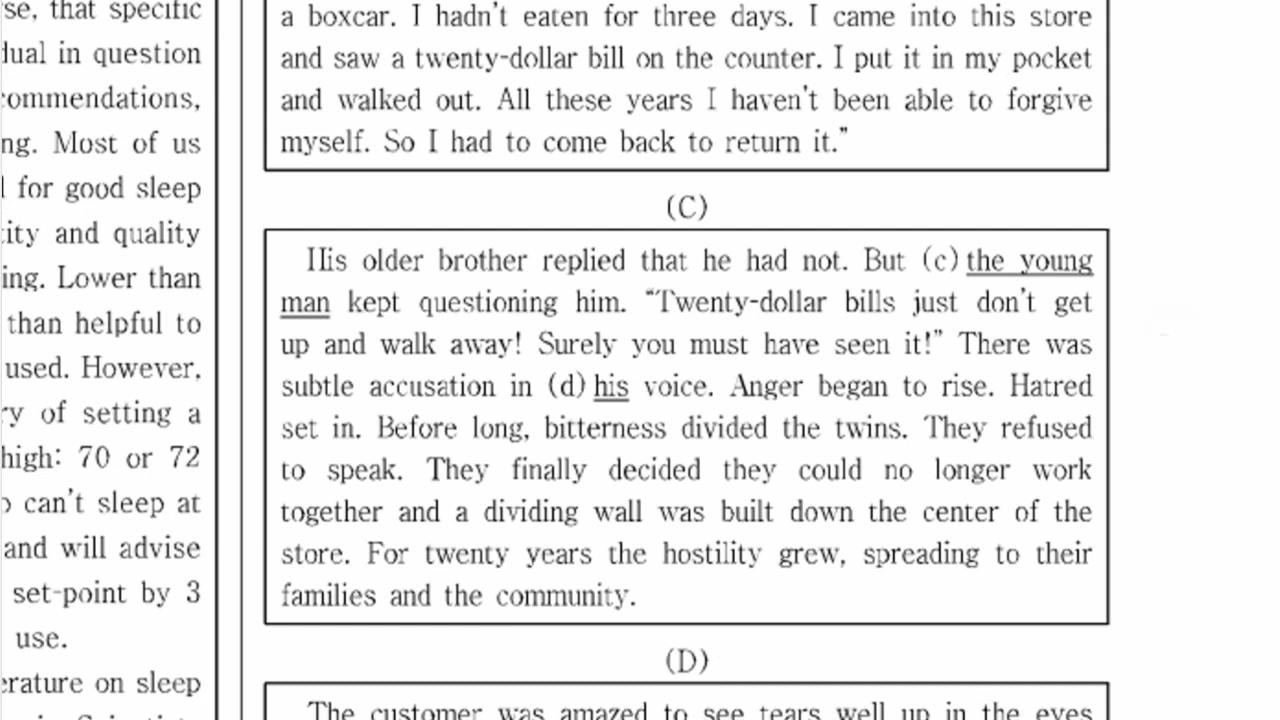 se, that specific
in question
ng. Most of us
for good sleep
and quality
ing. Lower than
than helpful to
used. However,
of setting a
high: 70 or 72
can't sleep at
and will advise
set-point by 3
use.
on sleep
a boxcar. I hadn't eaten for three days. I came into this store
and saw a twenty-dollar bill on the counter. I put it in my pocket
and walked out. All these years I haven't been able to forgive
myself. So I had to come back to return it."
(C)
His older brother replied that he had not. But (c) the young
man kept questioning him. "Twenty-dollar bills just don't get
up and walk away! Surely you must have seen it!" There was
subtle accusation in (d) his voice. Anger began to rise. Hatred
set in. Before long, bitterness divided the twins. They refused
to speak. They finally decided they could no longer work
together and a dividing wall was built down the center of the
store. For twenty years the hostility grew, spreading to their
families and the community.
(D)
The customer was amazed to see tears well up in the eyes